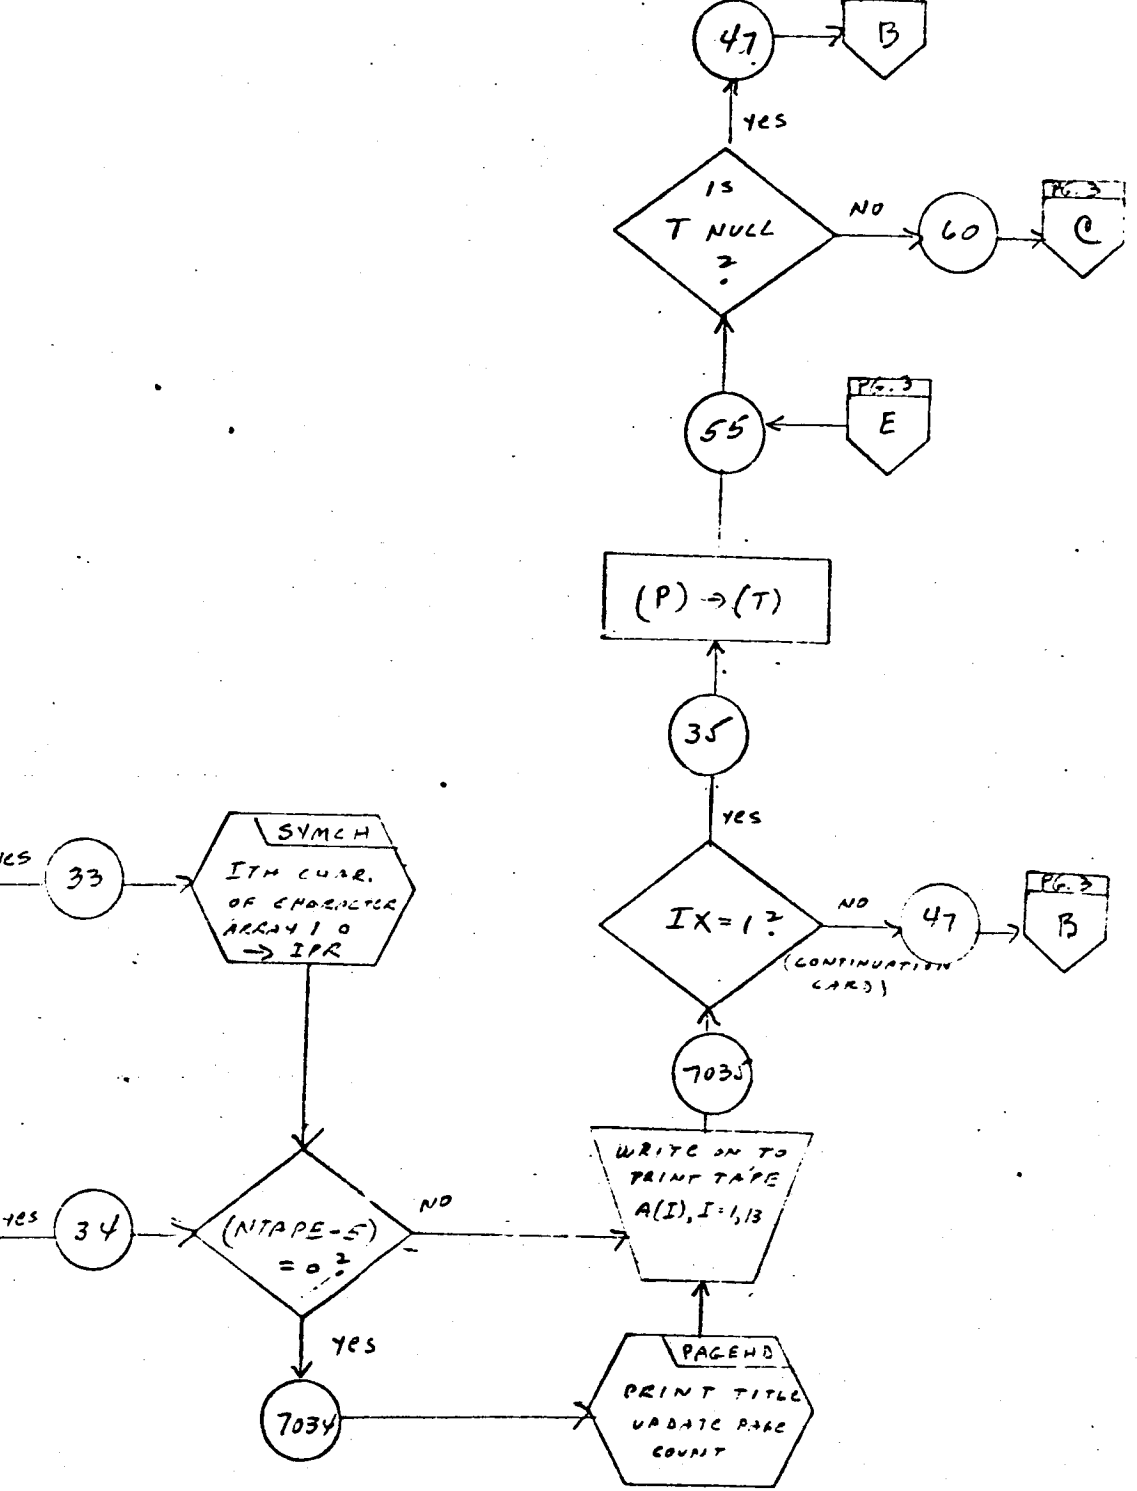 47
B
yes
IS
T NULL
?
NO
60
PG. 3
C
PG. 3
E
55
(P) → (T)
35
yes
IX=1?
NO
47
PG. 3
B
(CONTINUATION
CARD)
7035
WRITE ON TO
PRINT TAPE
A(I), I=1,13
yes
33
SYMCH
ITH CHAR.
OF CHARACTER
ARRAY 10
→ IPR
yes
34
(NTAPE-5)
= 0?
NO
yes
7034
PAGEHD
PRINT TITLE
UPDATE PAGE
COUNT